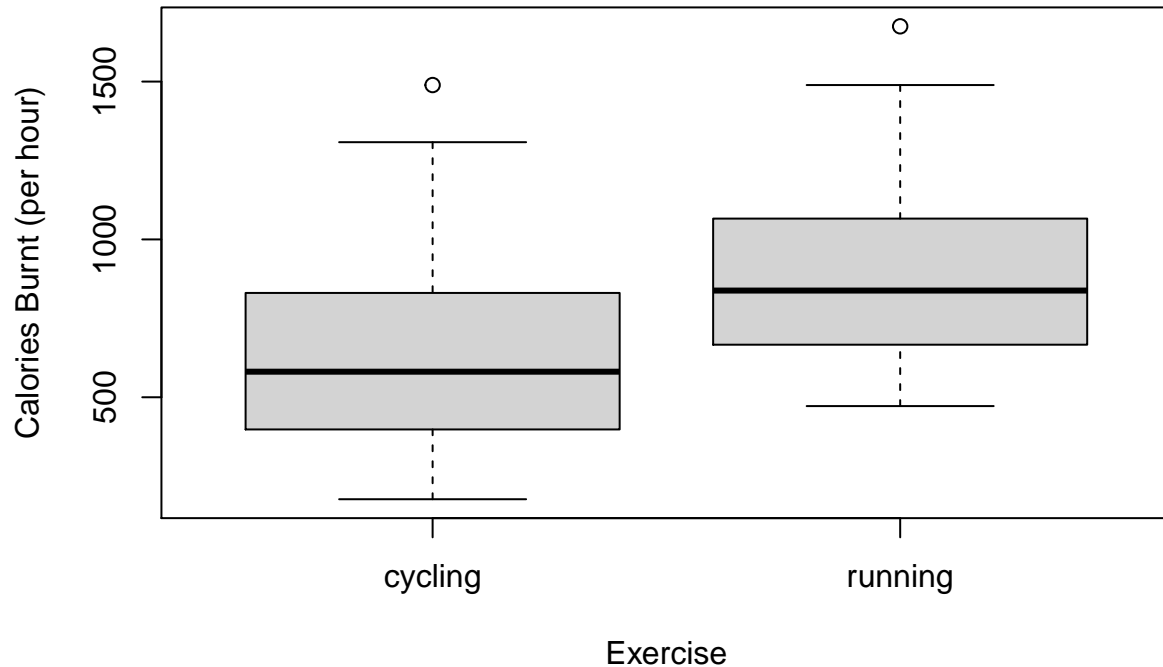 Calories Burnt (per hour)
1500
1000
500
cycling running
Exercise